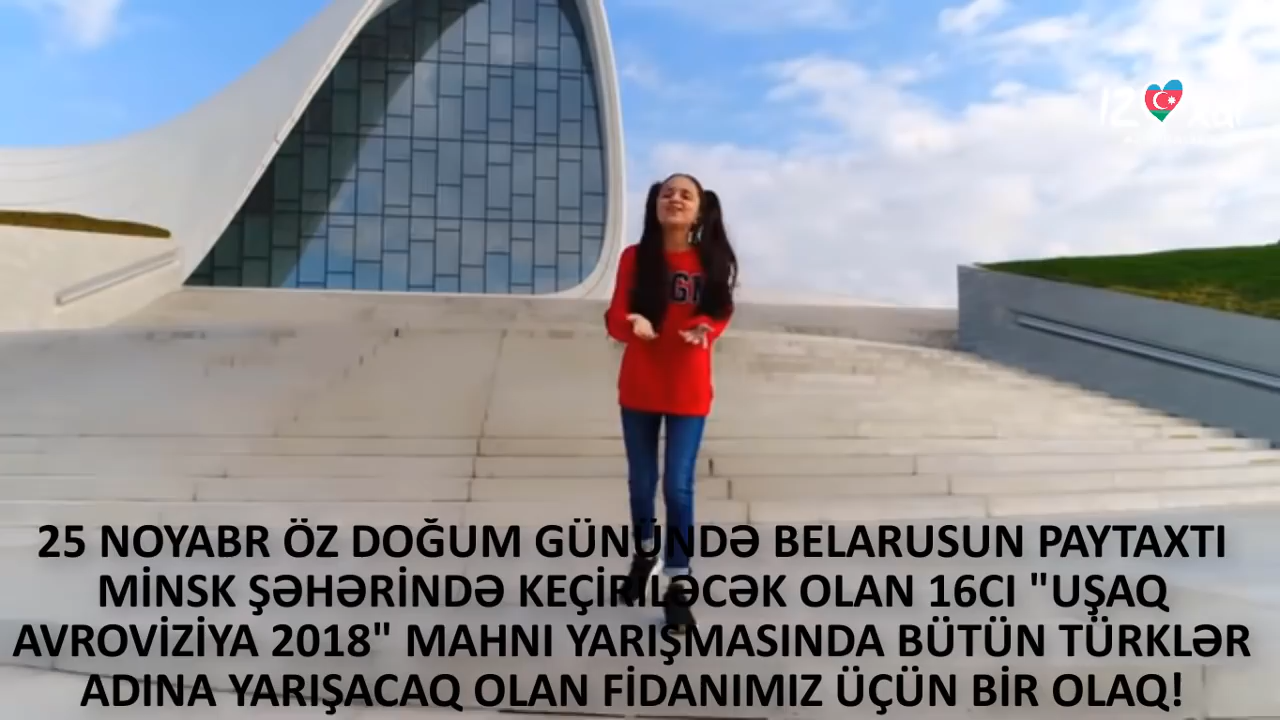 25 NOYABR ÖZ DOĞUM GÜNÜNDƏ BELARUSUN PAYTAXTI
MİNSK ŞƏHƏRİNDƏ KEÇİRİLƏCƏK OLAN 16CI "UŞAQ
AVROVİZİYA 2018" MAHNI YARIŞMASINDA BÜTÜN TÜRKLƏR
ADINA YARIŞACAQ OLAN FİDANIMIZ ÜÇÜN BİR OLAQ!